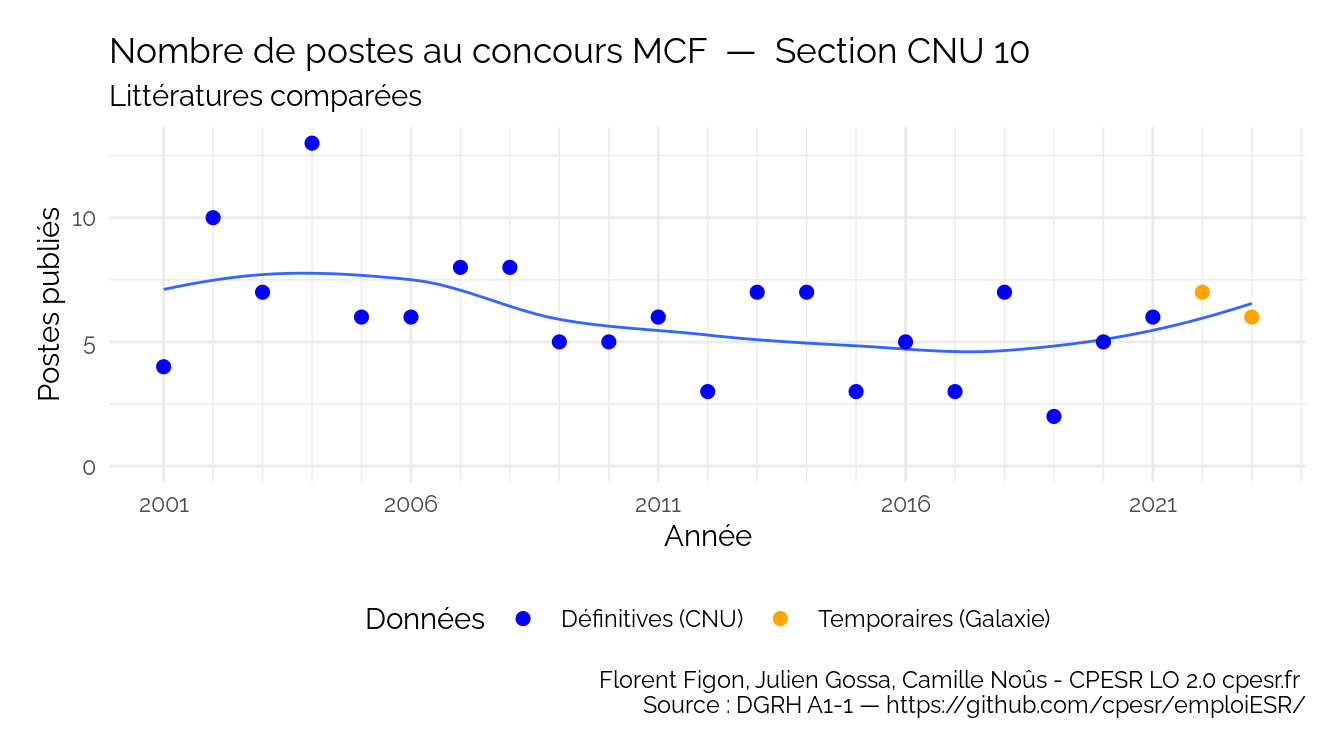 Nombre de postes au concours MCF — Section CNU 10
Littératures comparées
Postes publiés
10
5
0
2001 2006 2011 2016 2021
Année
Données Définitives (CNU) Temporaires (Galaxie)
Florent Figon, Julien Gossa, Camille Noûs - CPESR LO 2.0 cpesr.fr
Source : DGRH A1-1 — https://github.com/cpesr/emploiESR/